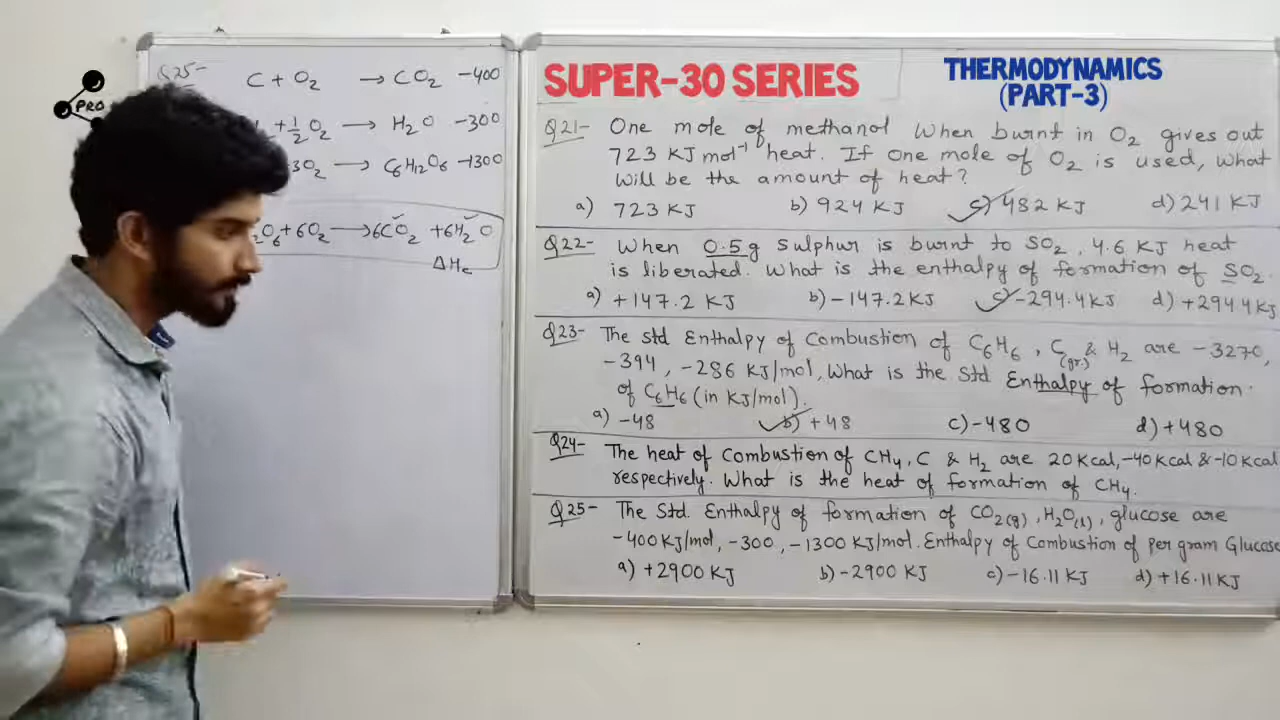 Q25-
C + O₂ → CO₂ -400
+ ½O₂ → H₂O -300
3O₂ → C₆H₁₂O₆ -1300
O₆ + 6O₂ → 6CO₂ + 6H₂O
ΔHc
PRO
SUPER-30 SERIES
THERMODYNAMICS
(PART-3)
Q21- One mole of methanol When burnt in O₂ gives out
723 KJ mol⁻¹ heat. If one mole of O₂ is used, What
Will be the amount of heat?
a) 723 KJ b) 924 KJ c) 482 KJ d) 241 KJ
Q22- When 0.5g Sulphur is burnt to SO₂, 4.6 KJ heat
is liberated. What is the enthalpy of formation of SO₂.
a) +147.2 KJ b) -147.2 KJ c) -294.4 KJ d) +294.4 KJ
Q23- The std Enthalpy of Combustion of C₆H₆, C(gr.) & H₂ are -3270,
-394, -286 KJ/mol, What is the Std Enthalpy of formation.
of C₆H₆ (in KJ/mol).
a) -48 b) +48 c) -480 d) +480
Q24- The heat of Combustion of CH₄, C & H₂ are 20 Kcal, -40 Kcal & -10 Kcal
respectively. What is the heat of formation of CH₄.
Q25- The Std. Enthalpy of formation of CO₂(g), H₂O(l), glucose are
-400 KJ/mol, -300, -1300 KJ/mol. Enthalpy of Combustion of per gram Glucose
a) +2900 KJ b) -2900 KJ c) -16.11 KJ d) +16.11 KJ